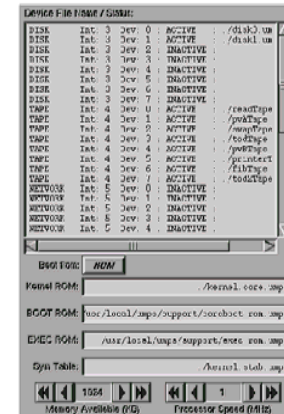 Device File Name / Status:
DISK Int: 3 Dev: 0 : ACTIVE : ./disk0.um
DISK Int: 3 Dev: 1 : ACTIVE : ./disk1.um
DISK Int: 3 Dev: 2 : INACTIVE :
DISK Int: 3 Dev: 3 : INACTIVE :
DISK Int: 3 Dev: 4 : INACTIVE :
DISK Int: 3 Dev: 5 : INACTIVE :
DISK Int: 3 Dev: 6 : INACTIVE :
DISK Int: 3 Dev: 7 : INACTIVE :
TAPE Int: 4 Dev: 0 : ACTIVE : ./readTape
TAPE Int: 4 Dev: 1 : ACTIVE :
TAPE Int: 4 Dev: 2 : ACTIVE : ./swapTape
TAPE Int: 4 Dev: 3 : ACTIVE : ./todTape
TAPE Int: 4 Dev: 4 : ACTIVE : ./pvBTape
TAPE Int: 4 Dev: 5 : ACTIVE : ./printerT
TAPE Int: 4 Dev: 6 : ACTIVE : ./fibTape
TAPE Int: 4 Dev: 7 : ACTIVE : ./tod2Tape
NETWORK Int: 5 Dev: 0 : INACTIVE :
NETWORK Int: 5 Dev: 1 : INACTIVE :
NETWORK Int: 5 Dev: 2 : INACTIVE :
NETWORK Int: 5 Dev: 3 : INACTIVE :
NETWORK Int: 5 Dev: 4 : INACTIVE :
Boot From: ROM
Kernel ROM: ./kernel.core.ump
BOOT ROM: /usr/local/umps/support/coreboot.rom.ump
EXEC ROM: /usr/local/umps/support/exec.rom.ump
Sym Table: ./kernel.stab.ump
1024 1
Memory Available (KB) Processor Speed (MHz)